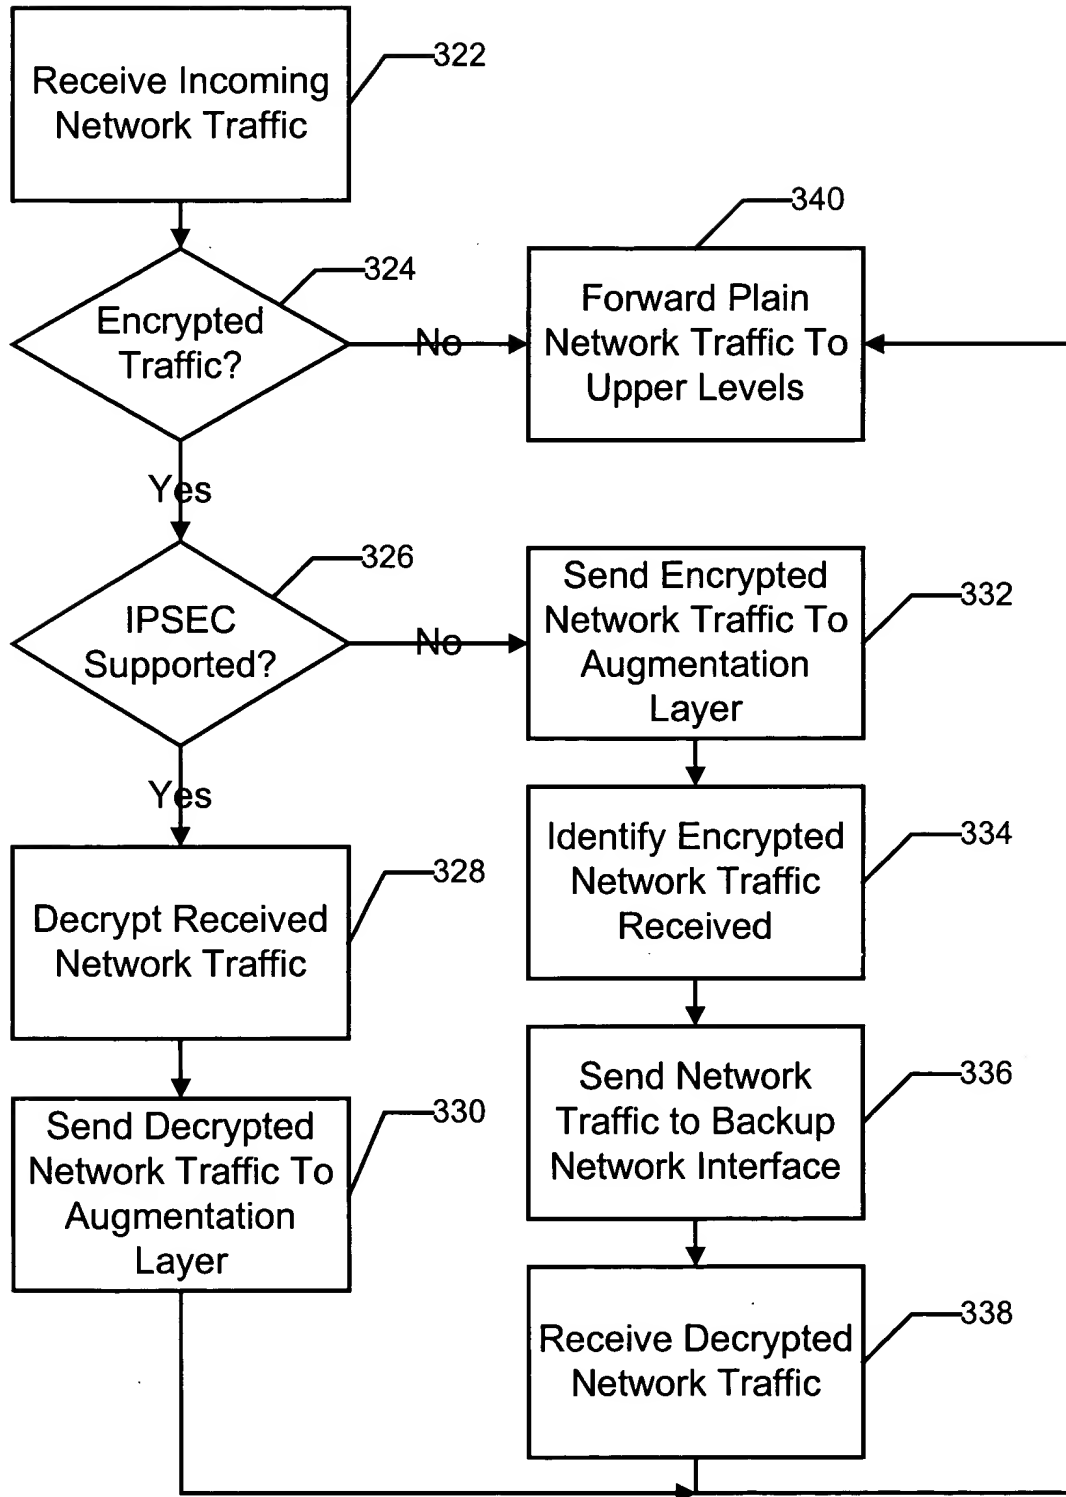 Receive Incoming
Network Traffic
322
340
324
Encrypted
Traffic?
No
Forward Plain
Network Traffic To
Upper Levels
Yes
326
IPSEC
Supported?
No
Send Encrypted
Network Traffic To
Augmentation
Layer
332
Yes
Identify Encrypted
Network Traffic
Received
334
328
Decrypt Received
Network Traffic
Send Network
Traffic to Backup
Network Interface
336
330
Send Decrypted
Network Traffic To
Augmentation
Layer
338
Receive Decrypted
Network Traffic